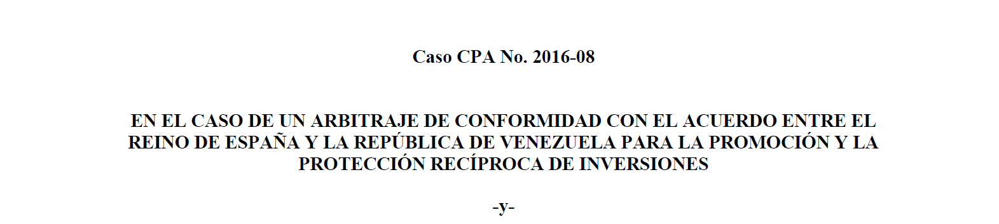 Caso CPA No. 2016-08
EN EL CASO DE UN ARBITRAJE DE CONFORMIDAD CON EL ACUERDO ENTRE EL
REINO DE ESPAÑA Y LA REPÚBLICA DE VENEZUELA PARA LA PROMOCIÓN Y LA
PROTECCIÓN RECÍPROCA DE INVERSIONES
-y-